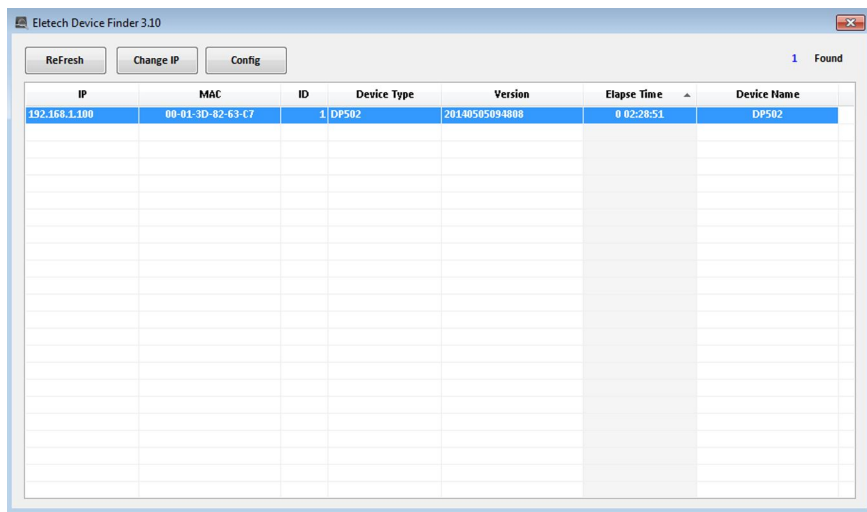 Eletech Device Finder 3.10
ReFresh Change IP Config 1 Found
IP MAC ID Device Type Version Elapse Time Device Name
192.168.1.100 00-01-3D-82-63-C7 1 DP502 20140505094808 0 02:28:51 DP502